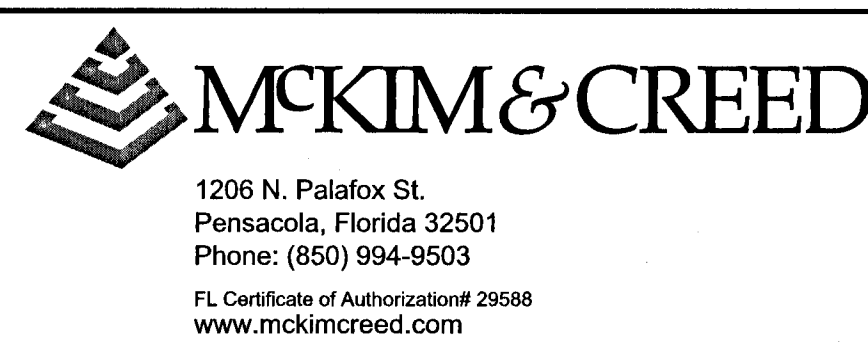 McKIM&CREED
1206 N. Palafox St.
Pensacola, Florida 32501
Phone: (850) 994-9503
FL Certificate of Authorization# 29588
www.mckimcreed.com